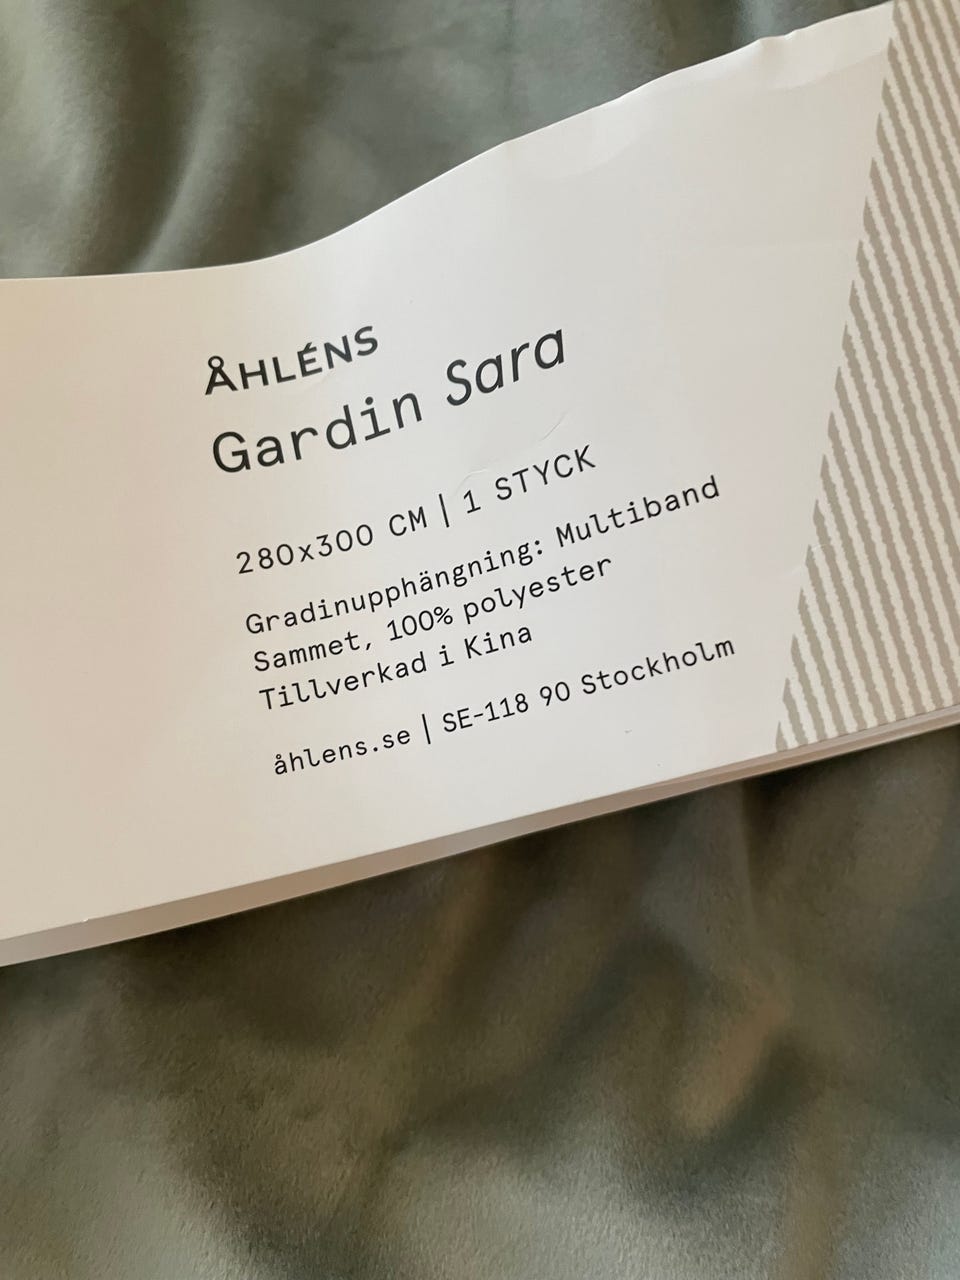 ÅHLÉNS
Gardin Sara
280x300 CM | 1 STYCK
Gradinupphängning: Multiband
Sammet, 100% polyester
Tillverkad i Kina
åhlens.se | SE-118 90 Stockholm